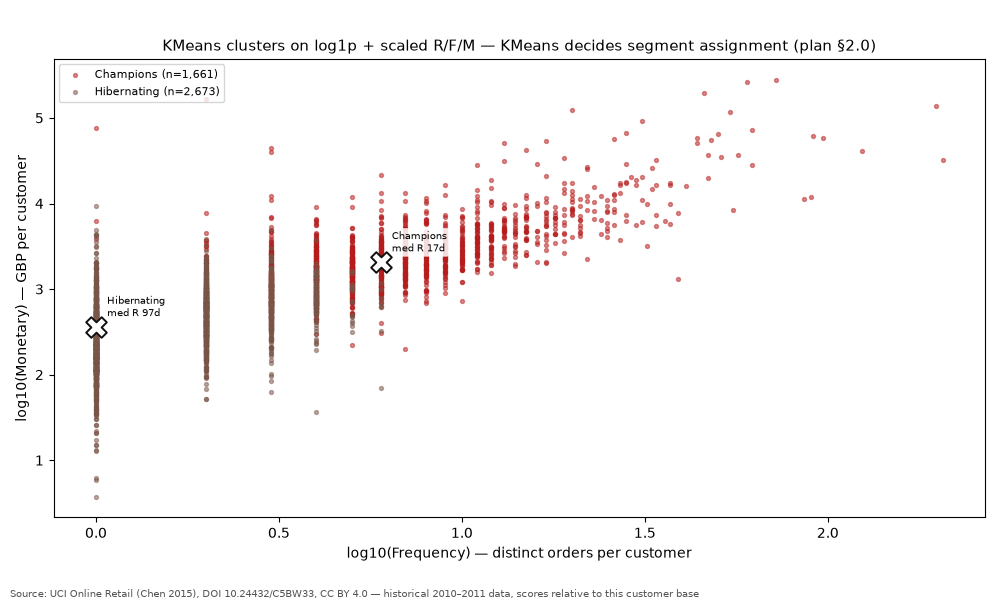 KMeans clusters on log1p + scaled R/F/M — KMeans decides segment assignment (plan §2.0)
Champions (n=1,661)
Hibernating (n=2,673)
log10(Monetary) — GBP per customer
5
4
3
2
1
Champions
med R 17d
Hibernating
med R 97d
0.0
0.5
1.0
1.5
2.0
log10(Frequency) — distinct orders per customer
Source: UCI Online Retail (Chen 2015), DOI 10.24432/C5BW33, CC BY 4.0 — historical 2010–2011 data, scores relative to this customer base